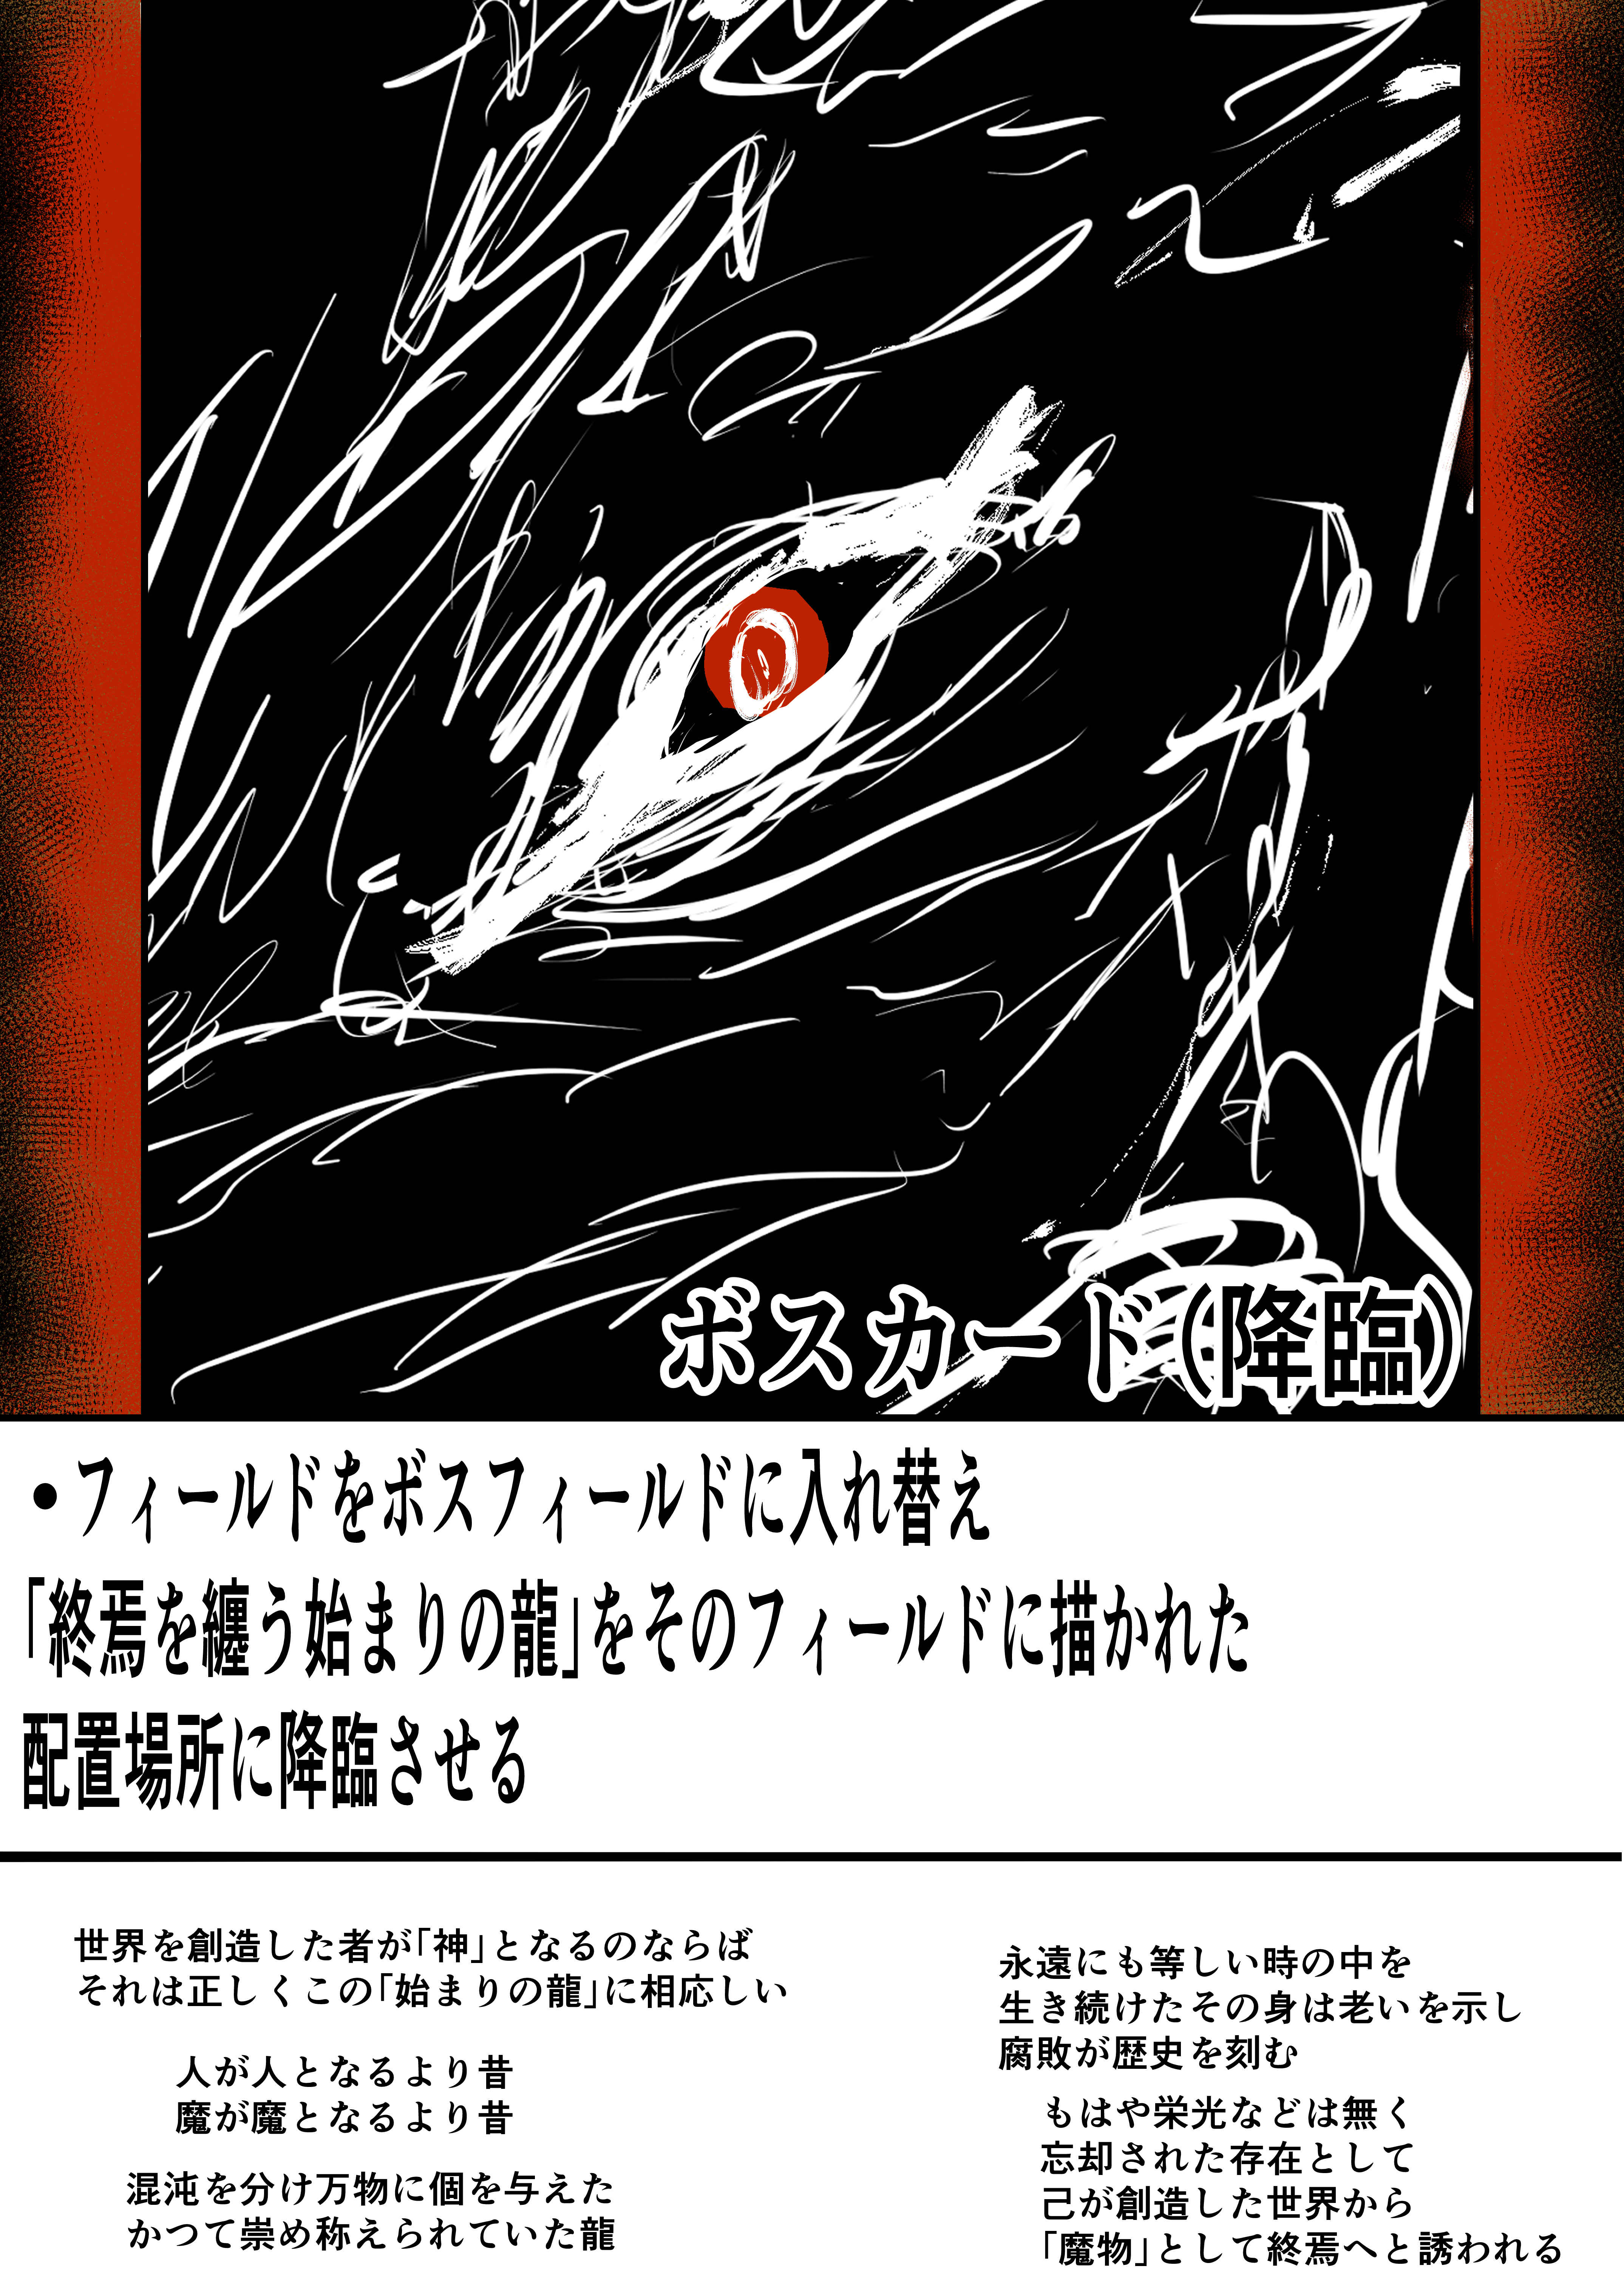 ボスカード(降臨)
・フィールドをボスフィールドに入れ替え
「終焉を纏う始まりの龍」をそのフィールドに描かれた
配置場所に降臨させる
世界を創造した者が「神」となるのならば
それは正しくこの「始まりの龍」に相応しい
人が人となるより昔
魔が魔となるより昔
混沌を分け万物に個を与えた
かつて崇め称えられていた龍
永遠にも等しい時の中を
生き続けたその身は老いを示し
腐敗が歴史を刻む
もはや栄光などは無く
忘却された存在として
己が創造した世界から
「魔物」として終焉へと誘われる